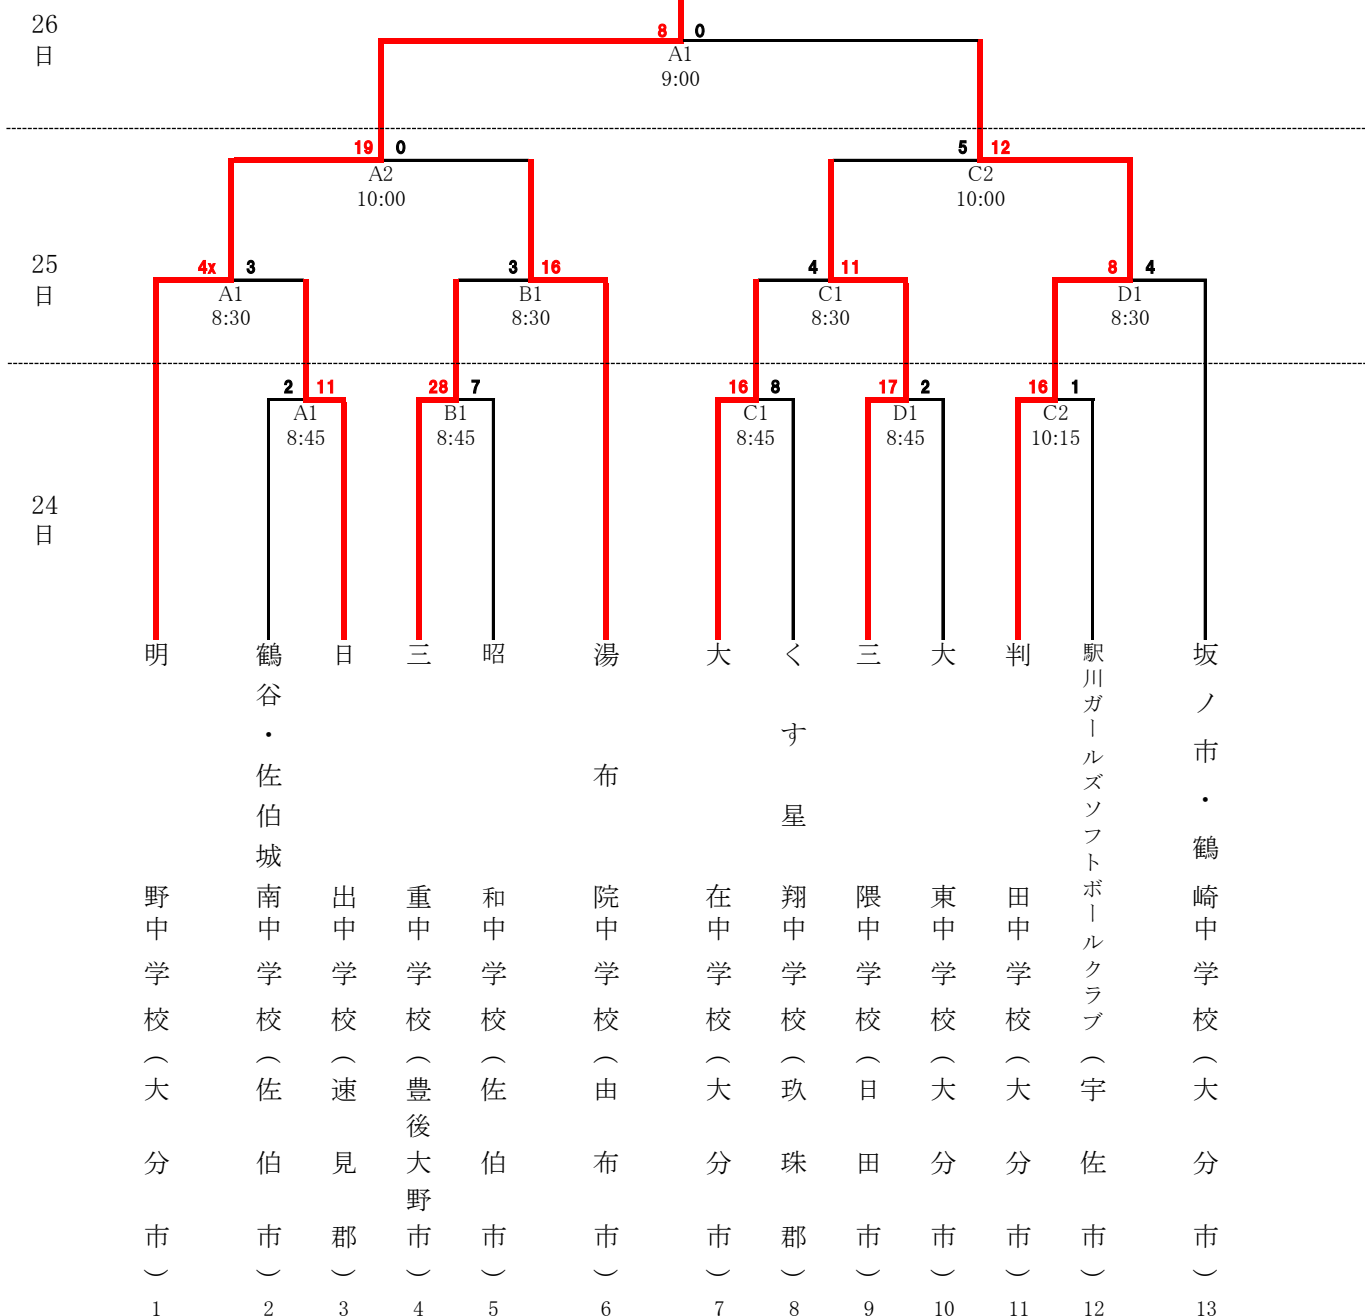 26
日
8 0
A1
9:00
19 0
A2
10:00
5 12
C2
10:00
25
日
4x 3
A1
8:30
3 16
B1
8:30
4 11
C1
8:30
8 4
D1
8:30
2 11
A1
8:45
28 7
B1
8:45
16 8
C1
8:45
17 2
D1
8:45
16 1
C2
10:15
24
日
明野中学校(大分市)
1
鶴谷・佐伯城南中学校(佐伯市)
2
日出中学校(速見郡)
3
三重中学校(豊後大野市)
4
昭和中学校(佐伯市)
5
湯布院中学校(由布市)
6
大在中学校(大分市)
7
くす星翔中学校(玖珠郡)
8
三隈中学校(日田市)
9
大東中学校(大分市)
10
判田中学校(大分市)
11
駅川ガールズソフトボールクラブ(宇佐市)
12
坂ノ市・鶴崎中学校(大分市)
13